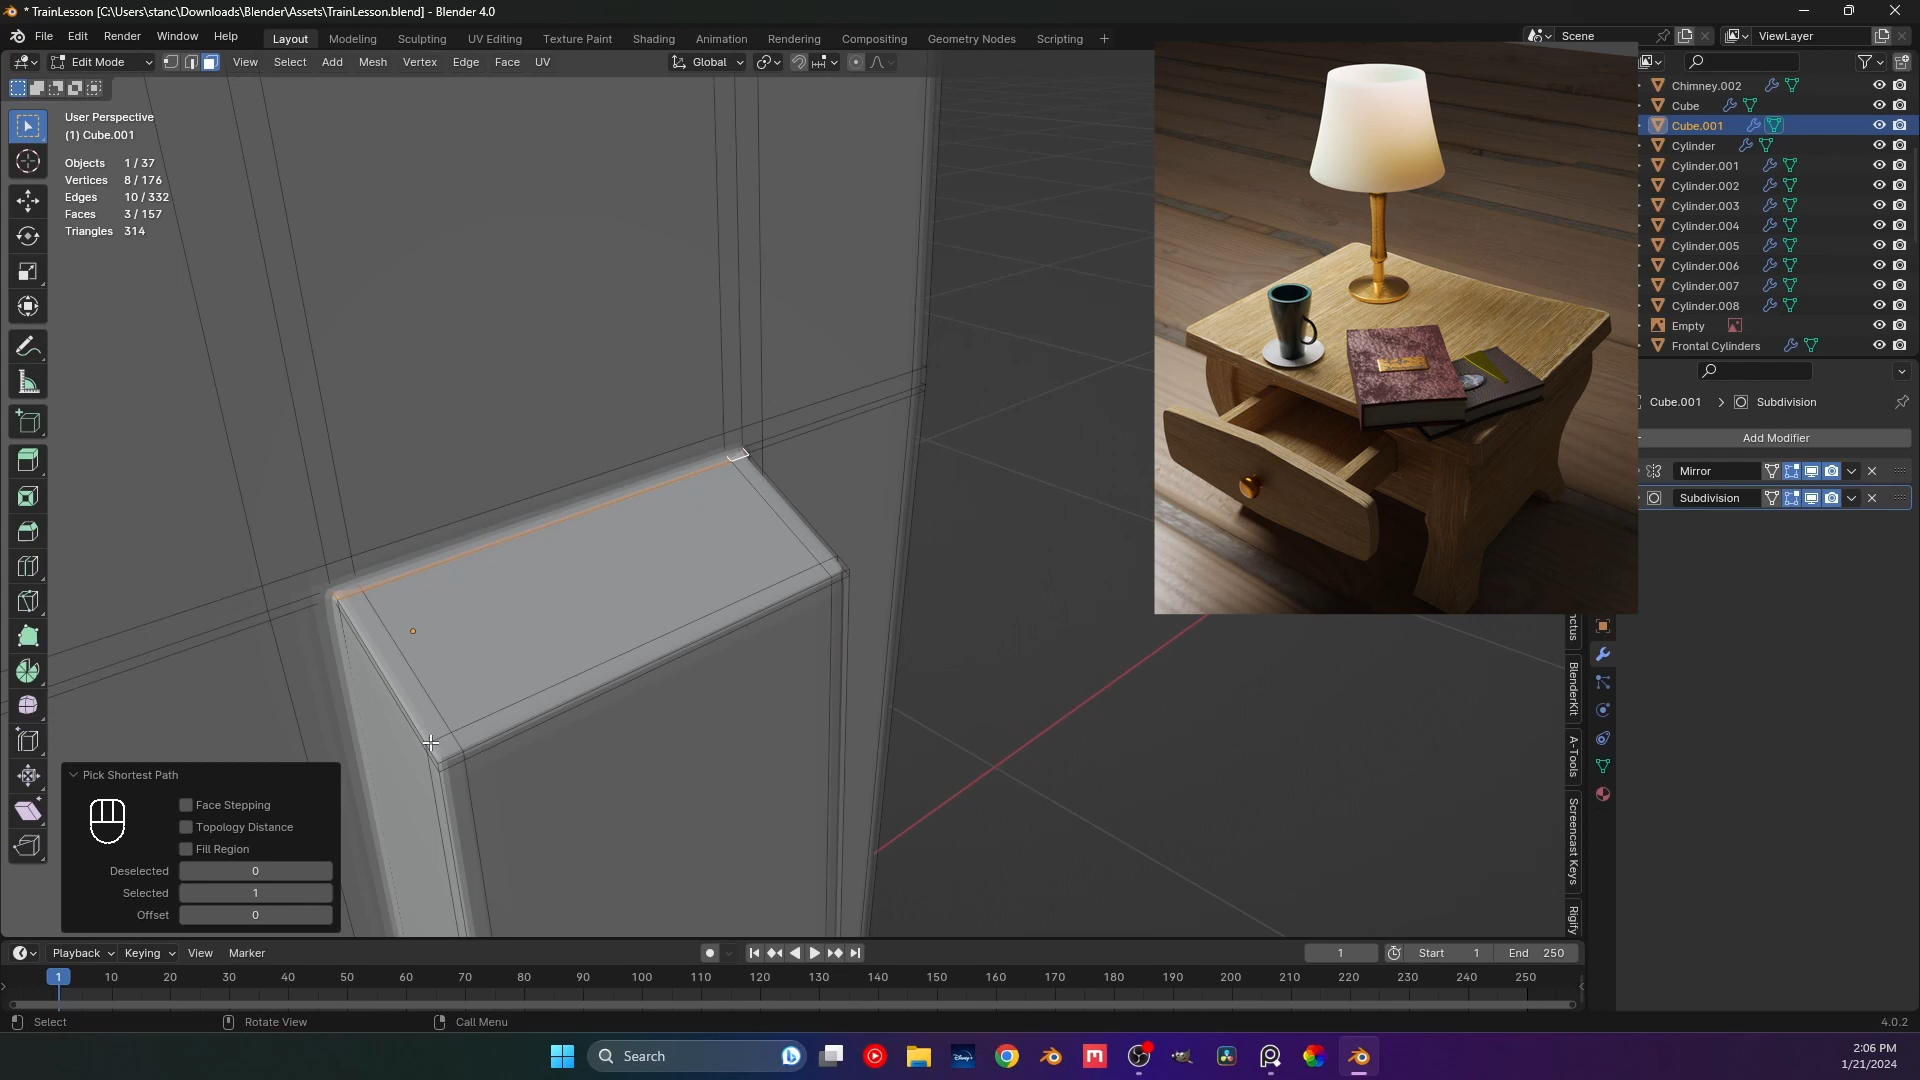 * TrainLesson [C:\Users\stanc\Downloads\Blender\Assets\TrainLesson.blend] - Blender 4.0
File Edit Render Window Help
Layout Modeling Sculpting UV Editing Texture Paint Shading Animation Rendering Compositing Geometry Nodes Scripting +
Scene
ViewLayer
Edit Mode
View Select Add Mesh Vertex Edge Face UV
Global
User Perspective
(1) Cube.001
Objects 1 / 37
Vertices 8 / 176
Edges 10 / 332
Faces 3 / 157
Triangles 314
Chimney.002
Cube
Cube.001
Cylinder
Cylinder.001
Cylinder.002
Cylinder.003
Cylinder.004
Cylinder.005
Cylinder.006
Cylinder.007
Cylinder.008
Empty
Frontal Cylinders
Cube.001 > Subdivision
Add Modifier
Mirror
Subdivision
ctus
BlenderKit
A-Tools
Screencast Keys
Rigify
Pick Shortest Path
Face Stepping
Topology Distance
Fill Region
Deselected 0
Selected 1
Offset 0
Playback Keying View Marker
1
Start 1
End 250
1 10 20 30 40 50 60 70 80 90 100 110 120 130 140 150 160 170 180 190 200 210 220 230 240 250
Select
Rotate View
Call Menu
4.0.2
Search
Disney+
2:06 PM
1/21/2024